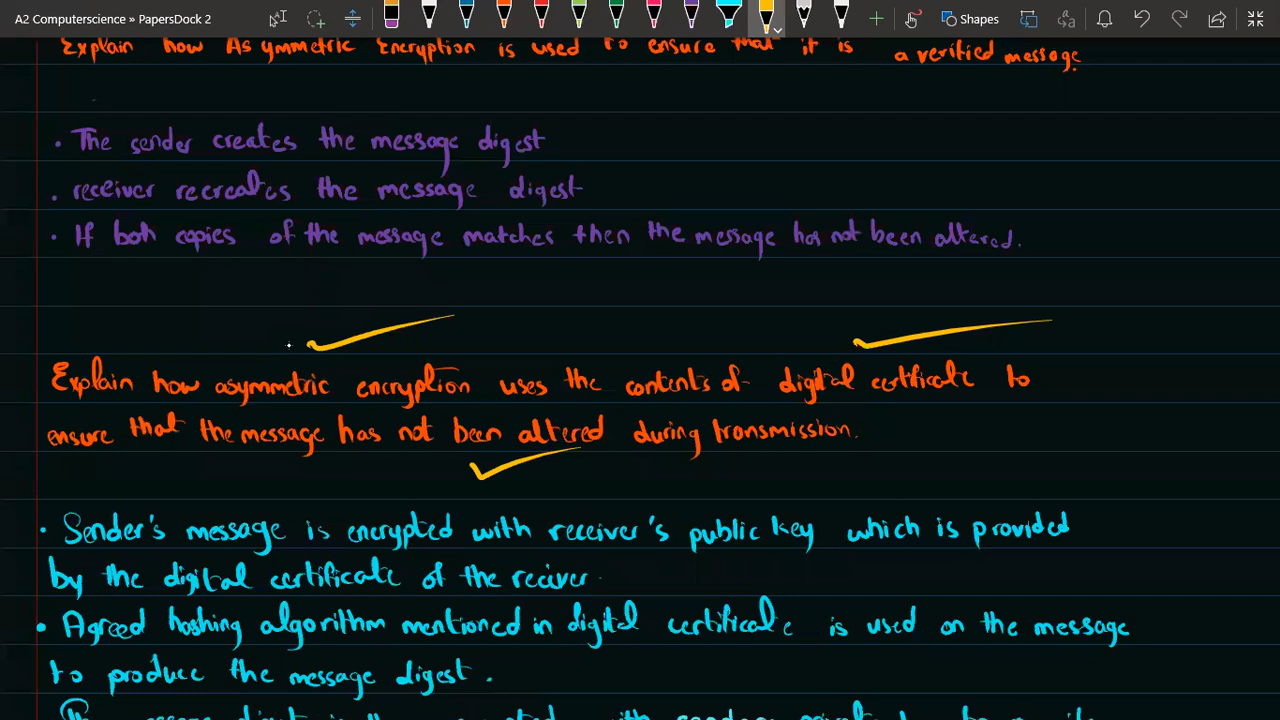 A2 Computerscience » PapersDock 2
Shapes
Explain how Asymmetric Encryption is used to ensure that it is a verified message.
• The sender creates the message digest
• receiver recreates the message digest
• If both copies of the message matches then the message has not been altered.
Explain how asymmetric encryption uses the contents of digital certificate to
ensure that the message has not been altered during transmission.
• Sender's message is encrypted with receiver's public key which is provided
by the digital certificate of the reciver.
• Agreed hashing algorithm mentioned in digital certificate is used on the message
to produce the message digest.